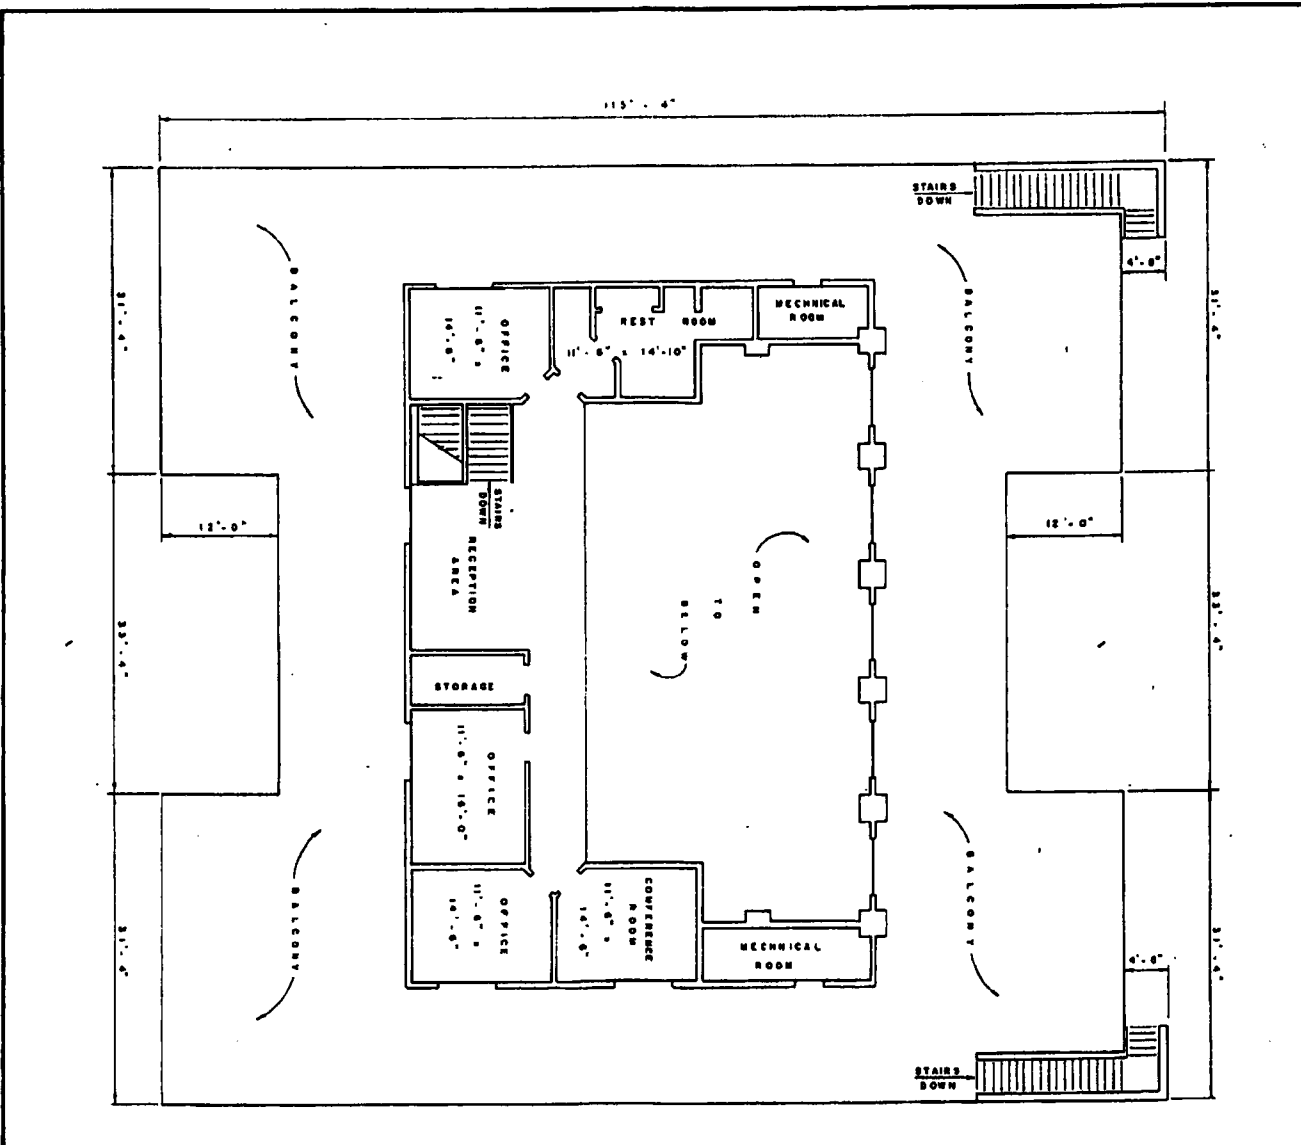 115' - 4"
STAIRS
DOWN
4'-8"
BALCONY
31'-4"
OFFICE
11'-6" x
14'-6"
REST ROOM
11'-6" x 14'-10"
MECHNICAL
ROOM
BALCONY
31'-4"
STAIRS
DOWN
12'-0"
12'-0"
RECEPTION
AREA
OPEN
TO
BELOW
33'-4"
33'-4"
STORAGE
OFFICE
11'-6" x 16'-0"
BALCONY
31'-4"
OFFICE
11'-6" x
14'-6"
CONFERENCE
ROOM
11'-6" x
14'-6"
MECHNICAL
ROOM
BALCONY
31'-4"
4'-8"
STAIRS
DOWN